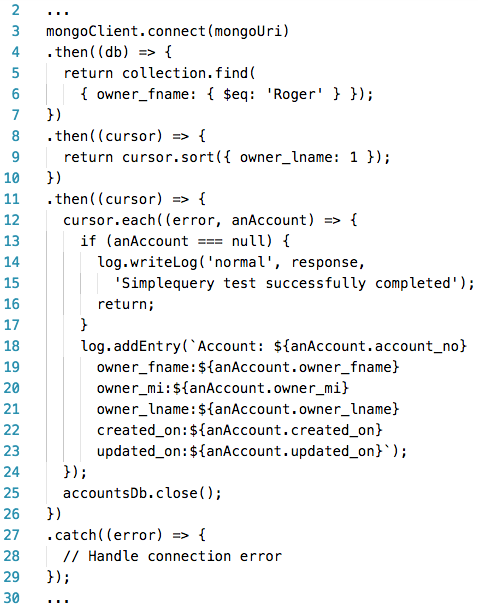 2 ...
3 mongoClient.connect(mongoUri)
4 .then((db) => {
5   return collection.find(
6     { owner_fname: { $eq: 'Roger' } });
7 })
8 .then((cursor) => {
9   return cursor.sort({ owner_lname: 1 });
10 })
11 .then((cursor) => {
12   cursor.each((error, anAccount) => {
13     if (anAccount === null) {
14       log.writeLog('normal', response,
15         'Simplequery test successfully completed');
16       return;
17     }
18     log.addEntry(`Account: ${anAccount.account_no}
19       owner_fname:${anAccount.owner_fname}
20       owner_mi:${anAccount.owner_mi}
21       owner_lname:${anAccount.owner_lname}
22       created_on:${anAccount.created_on}
23       updated_on:${anAccount.updated_on}`);
24   });
25   accountsDb.close();
26 })
27 .catch((error) => {
28   // Handle connection error
29 });
30 ...